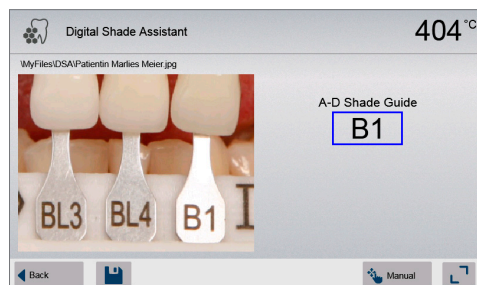 Digital Shade Assistant
404 °C
\MyFiles\DSA\Patientin Marlies Meier.jpg
A-D Shade Guide
B1
BL3 BL4 B1
Back
Manual